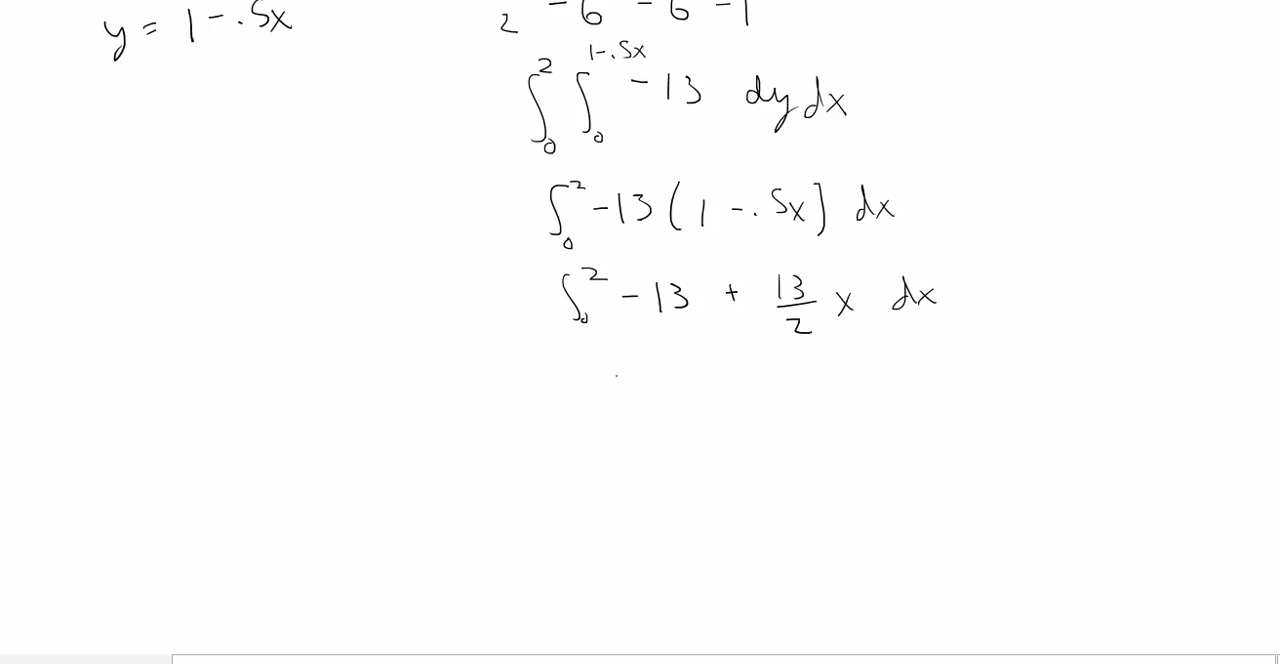 y = 1 - .5x
2 - 6 - 6 - 1
∫₀² ∫₀^{1-.5x} -13 dy dx
∫₀² -13 (1 - .5x) dx
∫₀² -13 + 13/2 x dx